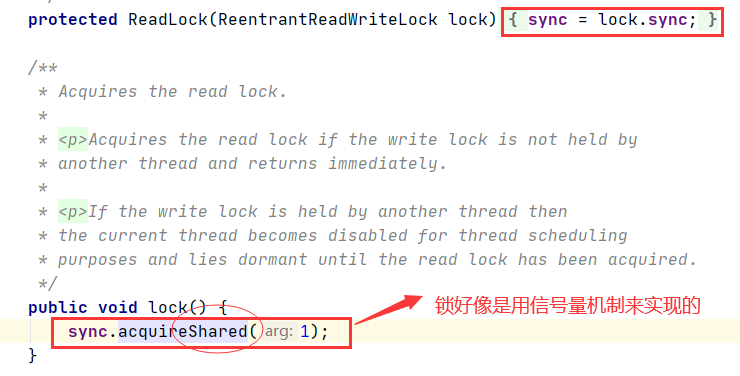 protected ReadLock(ReentrantReadWriteLock lock) { sync = lock.sync; }
/**
* Acquires the read lock.
*
* <p>Acquires the read lock if the write lock is not held by
* another thread and returns immediately.
*
* <p>If the write lock is held by another thread then
* the current thread becomes disabled for thread scheduling
* purposes and lies dormant until the read lock has been acquired.
*/
public void lock() {
锁好像是用信号量机制来实现的
sync.acquireShared( arg: 1);
}